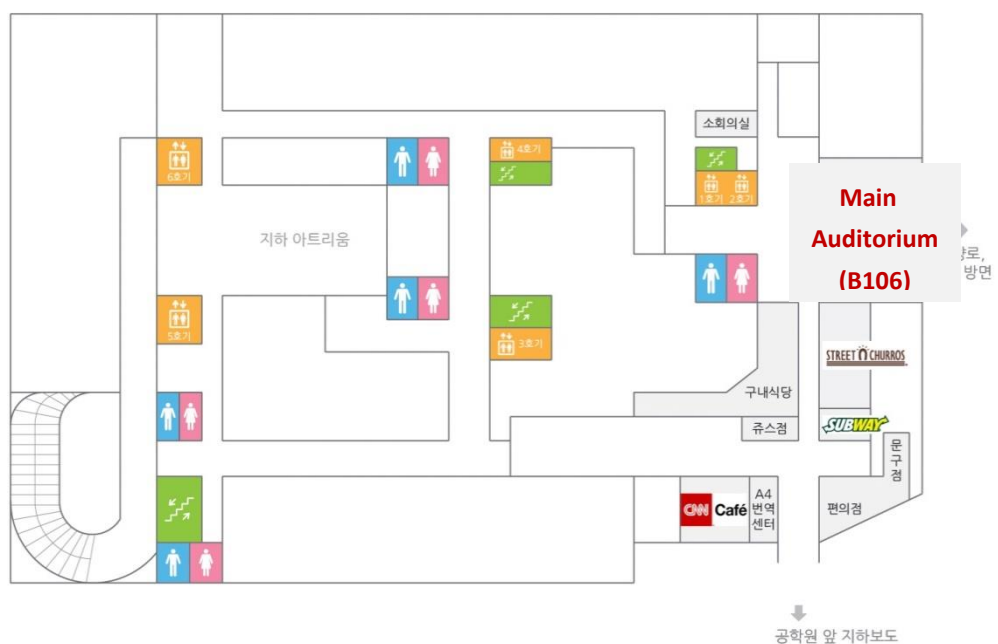 소회의실
6호기
4호기
1호기 2호기
Main
Auditorium
(B106)
지하 아트리움
로,
방면
5호기
3호기
STREET CHURROS
구내식당
쥬스점
SUBWAY
문
구
점
CNN Café
A4
번역
센터
편의점
공학원 앞 지하보도